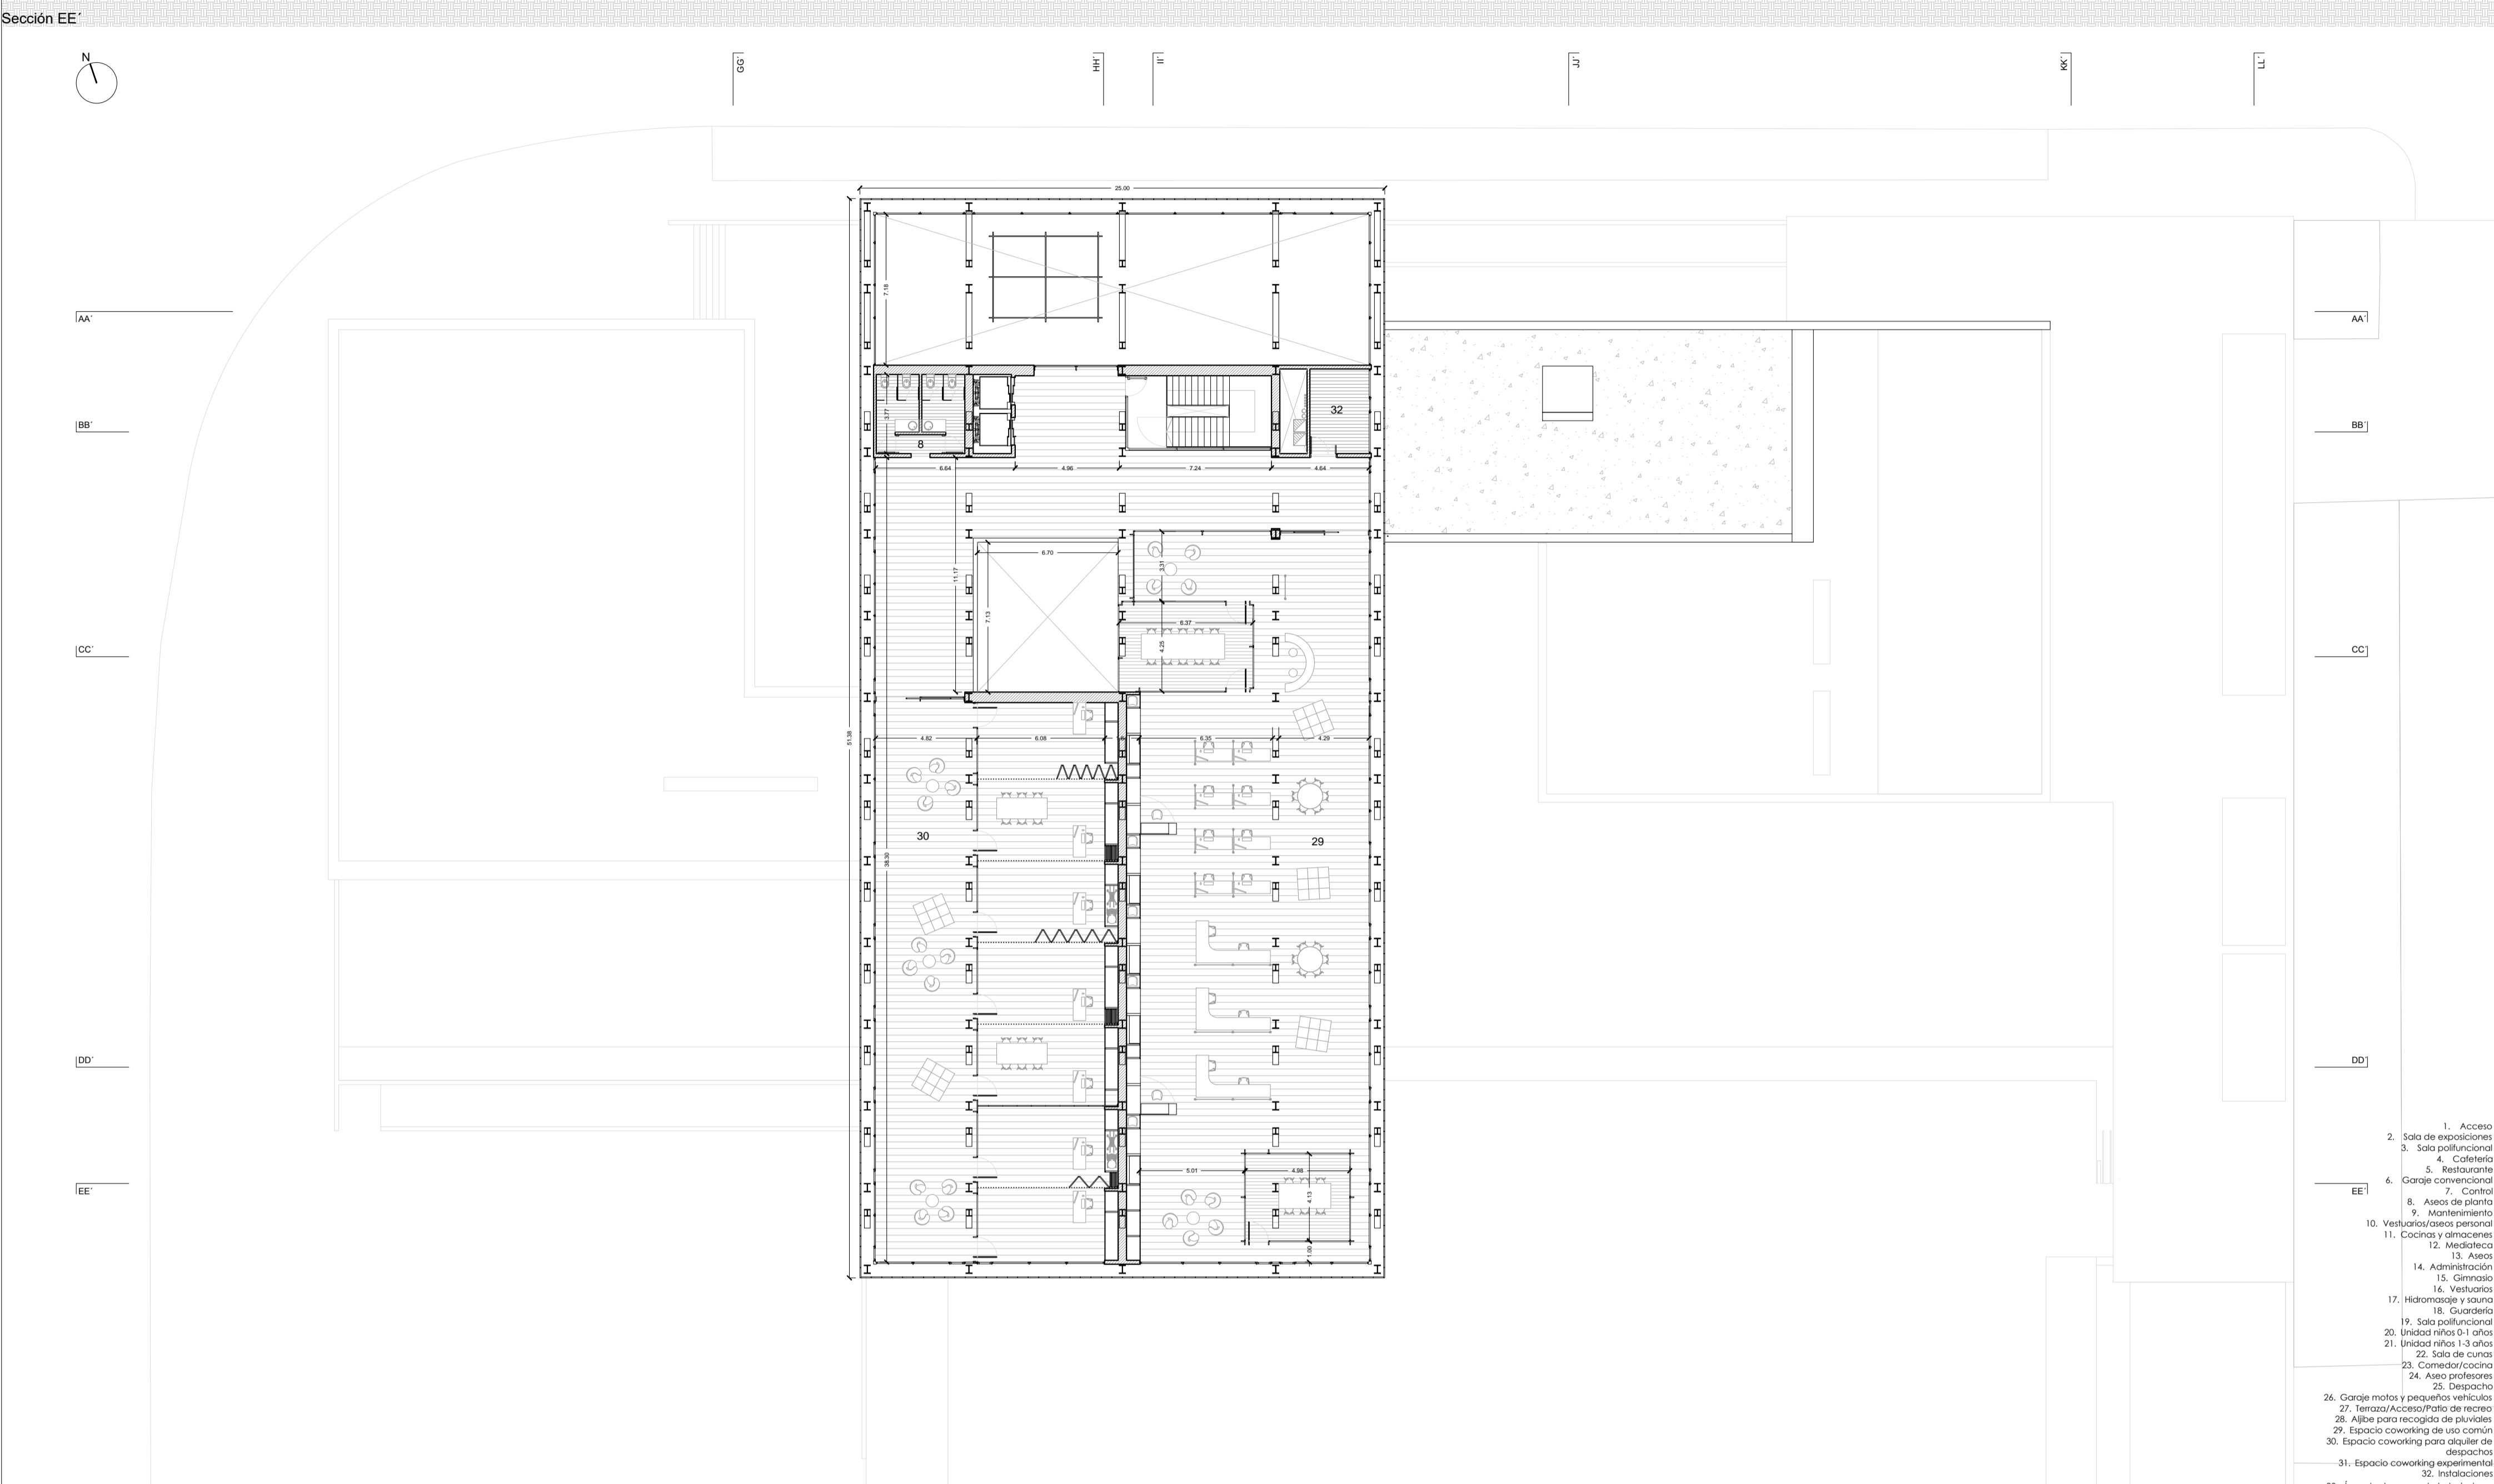 Sección EE´
N
GG´
HH´
II´
JJ´
KK´
LL´
25.00
7.18
AA´
AA´
3.77
32
BB´
BB´
8
6.64
4.96
7.24
4.64
6.70
3.31
11.17
7.13
6.37
4.25
CC´
CC´
51.38
4.82
6.08
6.35
4.29
30
29
38.30
DD´
DD´
5.01
4.98
4.13
EE´
EE´
1.00
1. Acceso
2. Sala de exposiciones
3. Sala polifuncional
4. Cafetería
5. Restaurante
6. Garaje convencional
7. Control
8. Aseos de planta
9. Mantenimiento
10. Vestuarios/aseos personal
11. Cocinas y almacenes
12. Mediateca
13. Aseos
14. Administración
15. Gimnasio
16. Vestuarios
17. Hidromasaje y sauna
18. Guardería
19. Sala polifuncional
20. Unidad niños 0-1 años
21. Unidad niños 1-3 años
22. Sala de cunas
23. Comedor/cocina
24. Aseo profesores
25. Despacho
26. Garaje motos y pequeños vehículos
27. Terraza/Acceso/Patio de recreo
28. Aljibe para recogida de pluviales
29. Espacio coworking de uso común
30. Espacio coworking para alquiler de
despachos
31. Espacio coworking experimental
32. Instalaciones